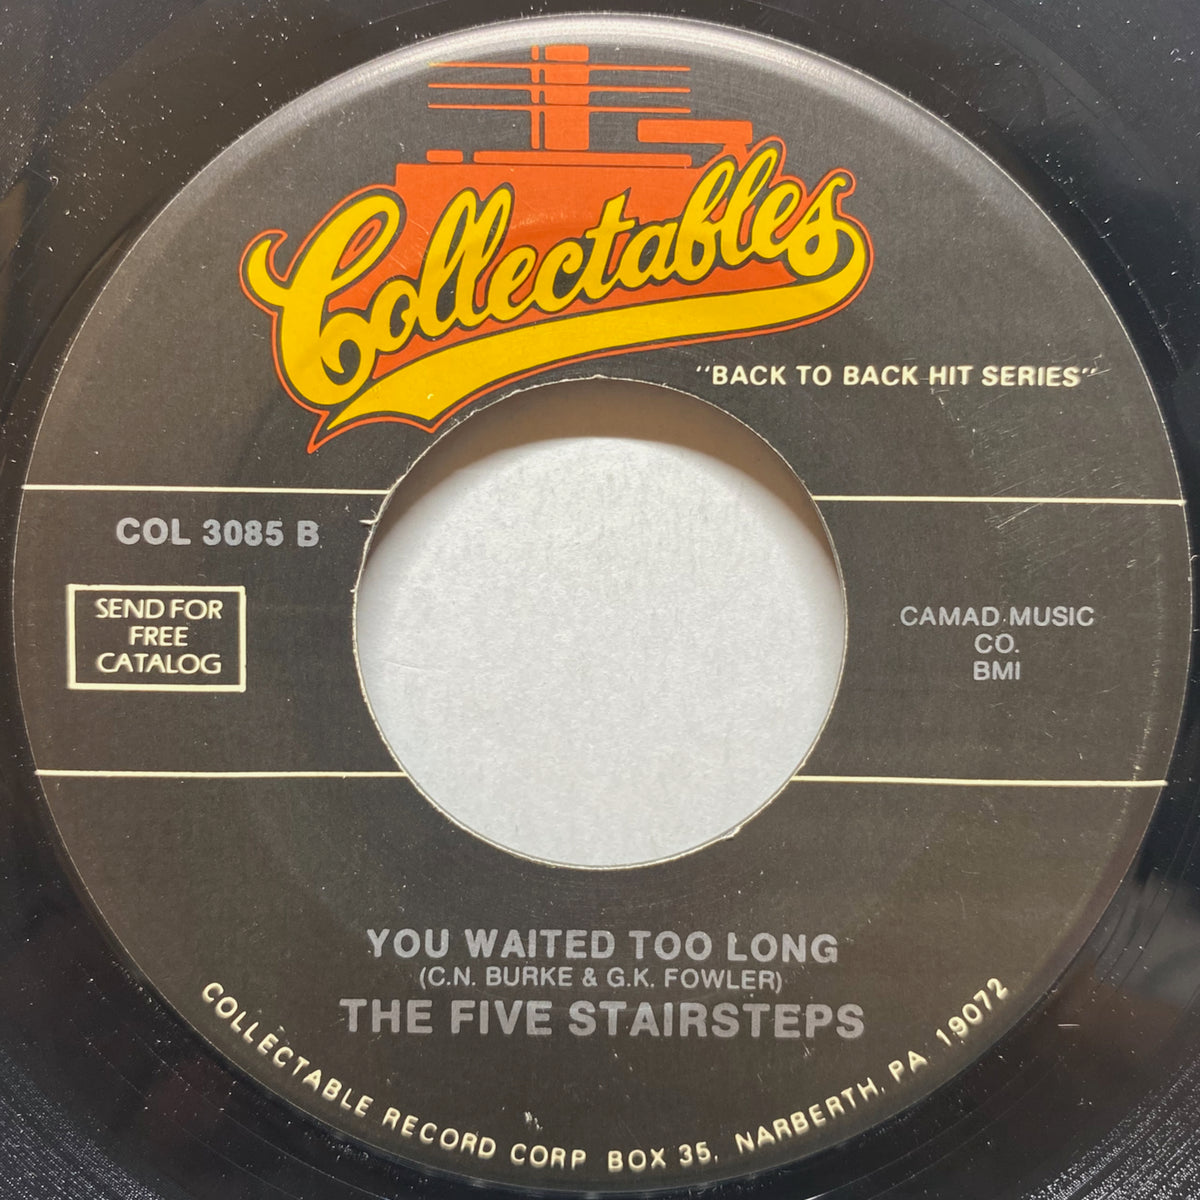 Collectables
"BACK TO BACK HIT SERIES"
COL 3085 B
SEND FOR
FREE
CATALOG
CAMAD MUSIC
CO.
BMI
YOU WAITED TOO LONG
(C.N. BURKE & G.K. FOWLER)
THE FIVE STAIRSTEPS
COLLECTABLE RECORD CORP BOX 35, NARBERTH, PA 19072